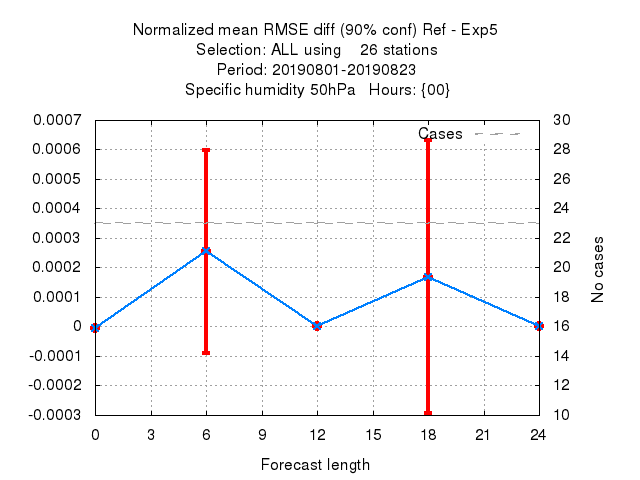 Normalized mean RMSE diff (90% conf) Ref - Exp5
Selection: ALL using    26 stations
Period: 20190801-20190823
Specific humidity 50hPa   Hours: {00}
Cases
0.0007
0.0006
0.0005
0.0004
0.0003
0.0002
0.0001
0
-0.0001
-0.0002
-0.0003
30
28
26
24
22
20
18
16
14
12
10
No cases
0 3 6 9 12 15 18 21 24
Forecast length